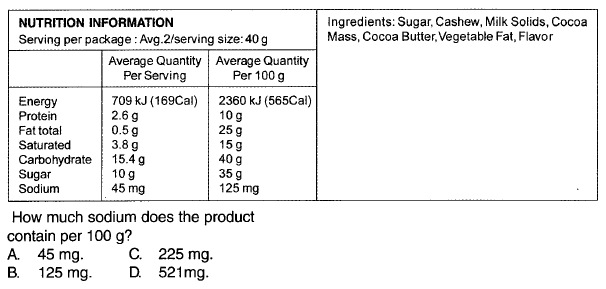 NUTRITION INFORMATION
Serving per package : Avg.2/serving size: 40 g
Average Quantity Per Serving
Average Quantity Per 100 g
Energy 709 kJ (169Cal) 2360 kJ (565Cal)
Protein 2.6 g 10 g
Fat total 0.5 g 25 g
Saturated 3.8 g 15 g
Carbohydrate 15.4 g 40 g
Sugar 10 g 35 g
Sodium 45 mg 125 mg
Ingredients: Sugar, Cashew, Milk Solids, Cocoa
Mass, Cocoa Butter, Vegetable Fat, Flavor
How much sodium does the product
contain per 100 g?
A. 45 mg. C. 225 mg.
B. 125 mg. D. 521mg.